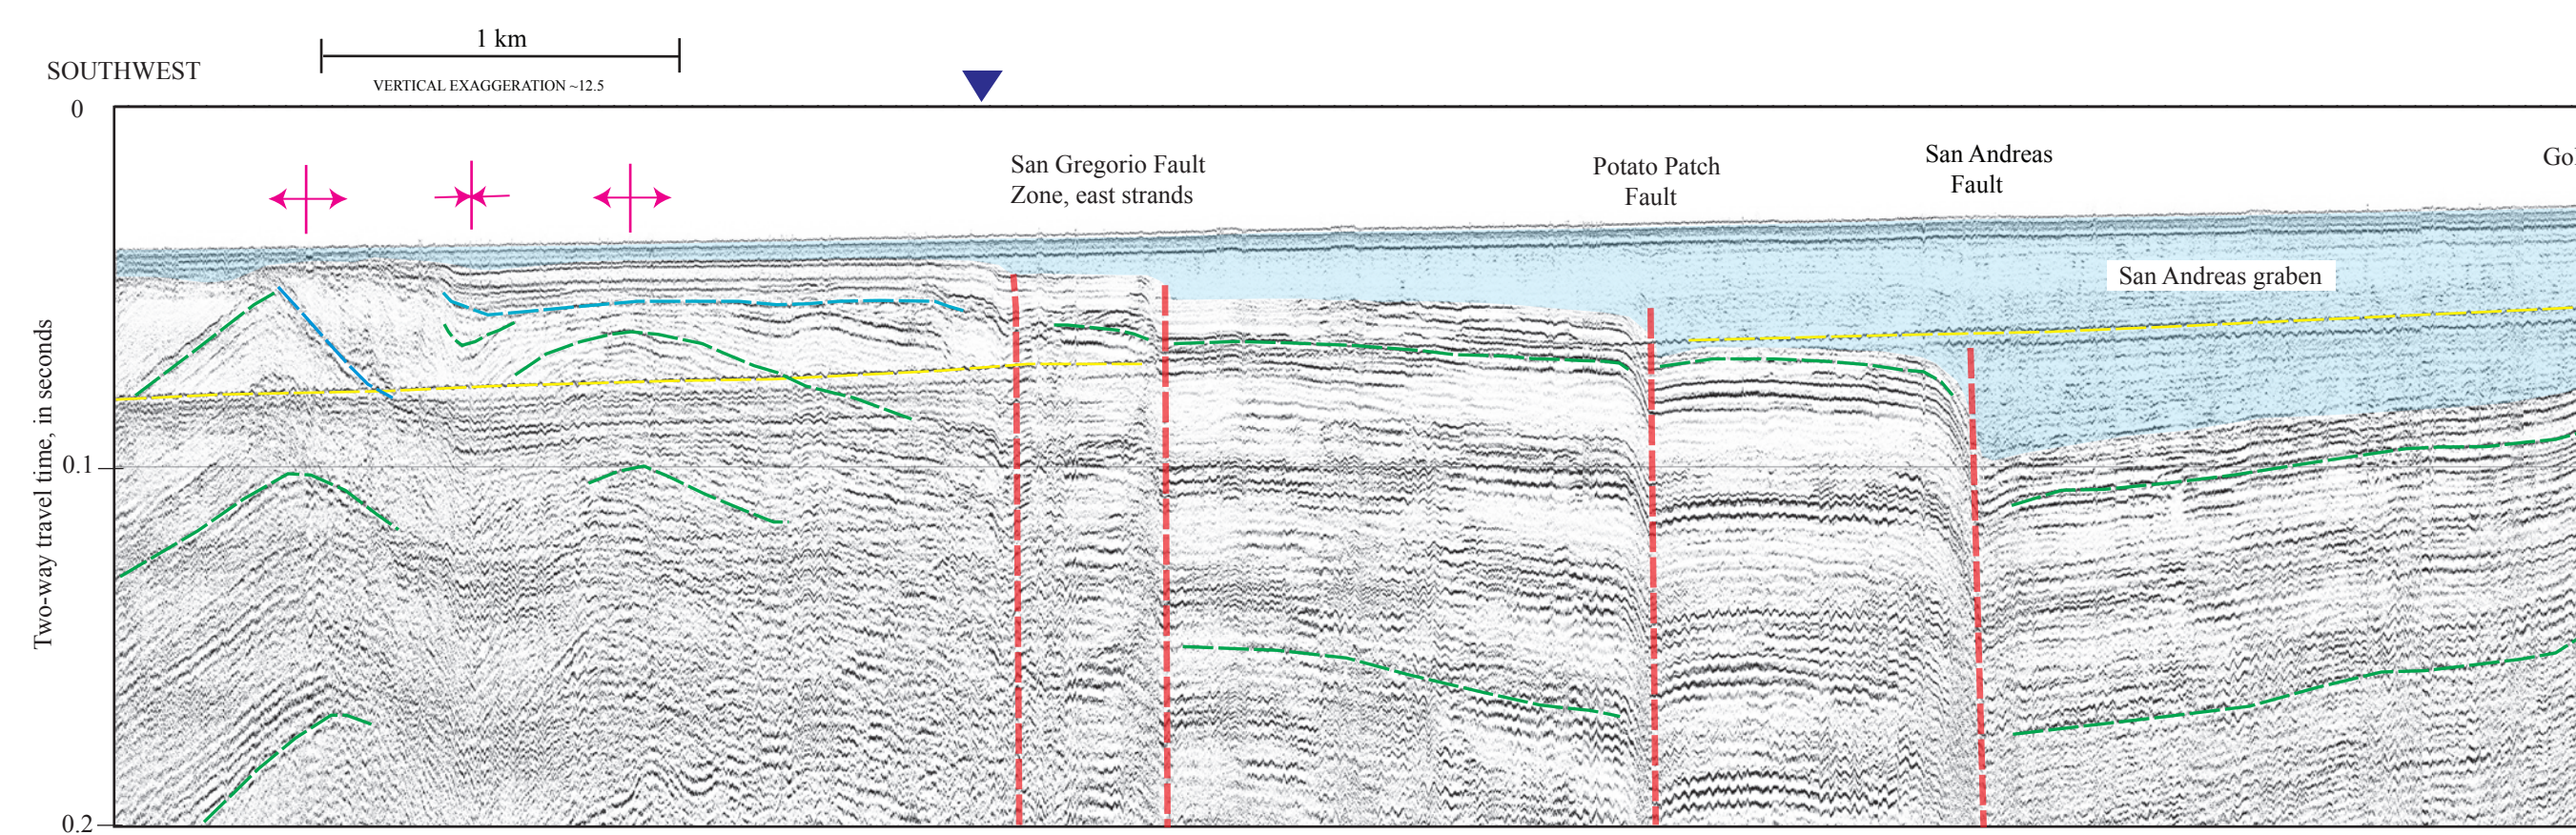 1 km
SOUTHWEST
VERTICAL EXAGGERATION ~12.5
0
San Gregorio Fault
Zone, east strands
Potato Patch
Fault
San Andreas
Fault
San Andreas graben
Two-way travel time, in seconds
0.1
0.2